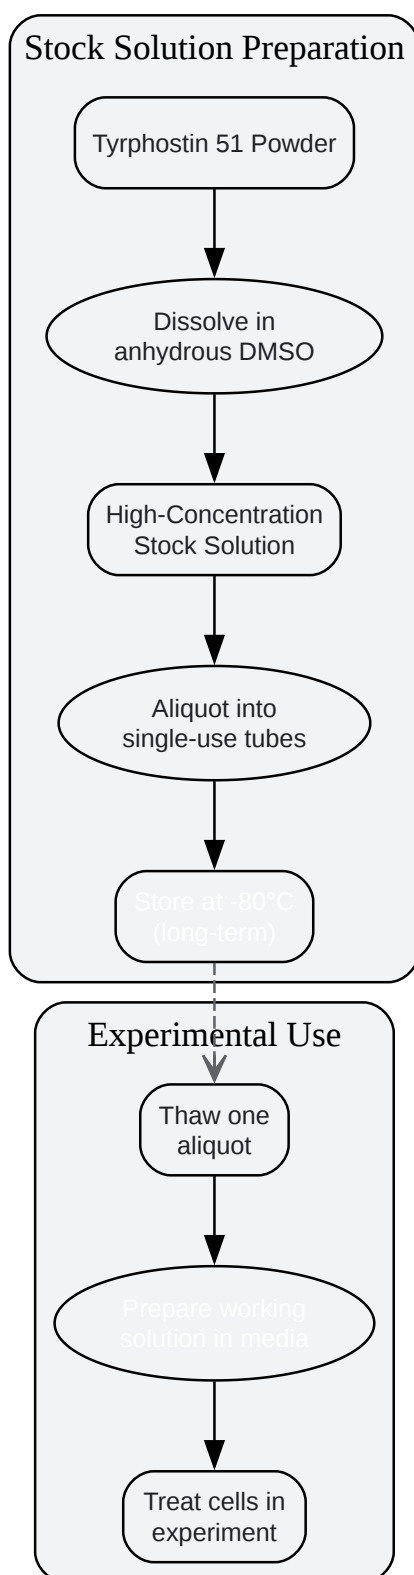 Stock Solution Preparation
Tyrphostin 51 Powder
Dissolve in
anhydrous DMSO
High-Concentration
Stock Solution
Aliquot into
single-use tubes
Store at -80°C
(long-term)
Experimental Use
Thaw one
aliquot
Prepare working
solution in media
Treat cells in
experiment